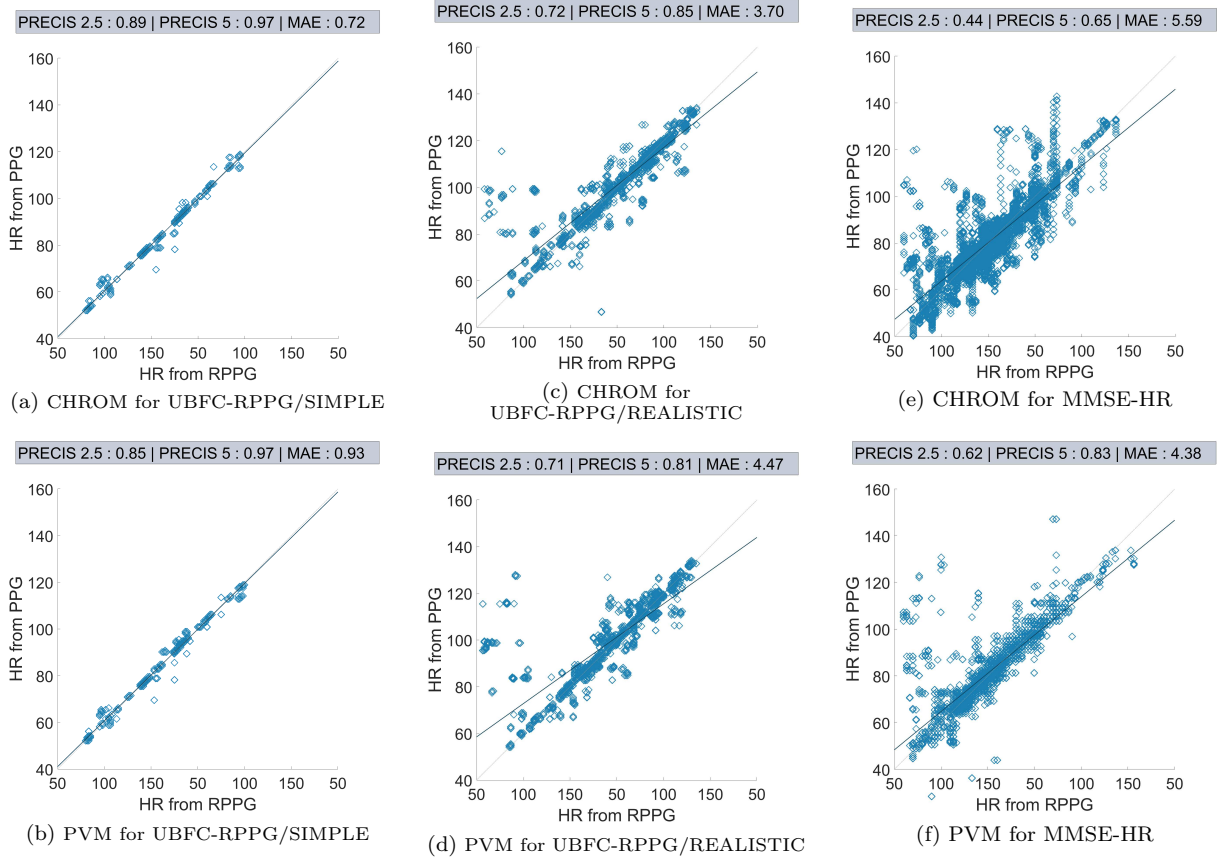 PRECIS 2.5 : 0.89 | PRECIS 5 : 0.97 | MAE : 0.72
160
140
120
100
80
60
40
HR from PPG
50 100 150 150 50 100 50
HR from RPPG
(a) CHROM for UBFC-RPPG/SIMPLE
PRECIS 2.5 : 0.72 | PRECIS 5 : 0.85 | MAE : 3.70
160
140
120
100
80
60
40
HR from PPG
50 100 150 50 100 150 50
HR from RPPG
(c) CHROM for
UBFC-RPPG/REALISTIC
PRECIS 2.5 : 0.44 | PRECIS 5 : 0.65 | MAE : 5.59
160
140
120
100
80
60
40
HR from PPG
50 100 150 50 100 150 50
HR from RPPG
(e) CHROM for MMSE-HR
PRECIS 2.5 : 0.85 | PRECIS 5 : 0.97 | MAE : 0.93
160
140
120
100
80
60
40
HR from PPG
50 100 150 50 100 150 50
HR from RPPG
(b) PVM for UBFC-RPPG/SIMPLE
PRECIS 2.5 : 0.71 | PRECIS 5 : 0.81 | MAE : 4.47
160
140
120
100
80
60
40
HR from PPG
50 100 150 50 100 150 50
HR from RPPG
(d) PVM for UBFC-RPPG/REALISTIC
PRECIS 2.5 : 0.62 | PRECIS 5 : 0.83 | MAE : 4.38
160
140
120
100
80
60
40
HR from PPG
50 100 150 50 100 150 50
HR from RPPG
(f) PVM for MMSE-HR